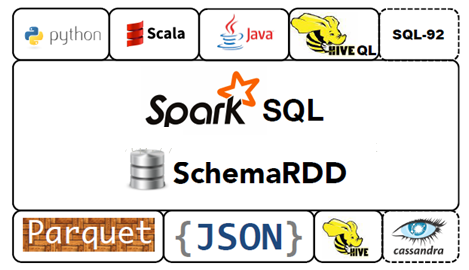 python
Scala
Java
HIVE QL
SQL-92
Spark SQL
SchemaRDD
Parquet
{JSON}
HIVE
cassandra